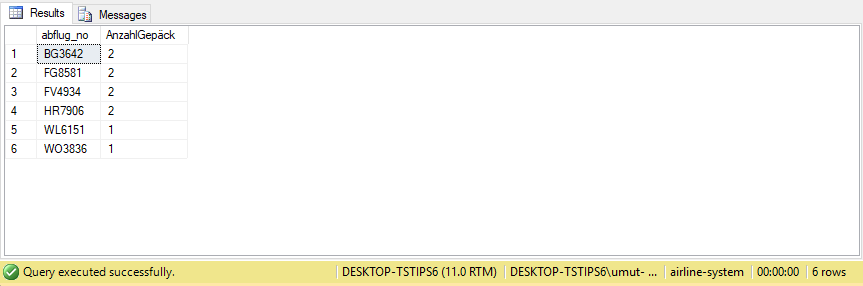 Results Messages
abflug_no AnzahlGepäck
1 BG3642 2
2 FG8581 2
3 FV4934 2
4 HR7906 2
5 WL6151 1
6 WO3836 1
Query executed successfully. DESKTOP-TSTIPS6 (11.0 RTM) DESKTOP-TSTIPS6\umut- ... airline-system 00:00:00 6 rows